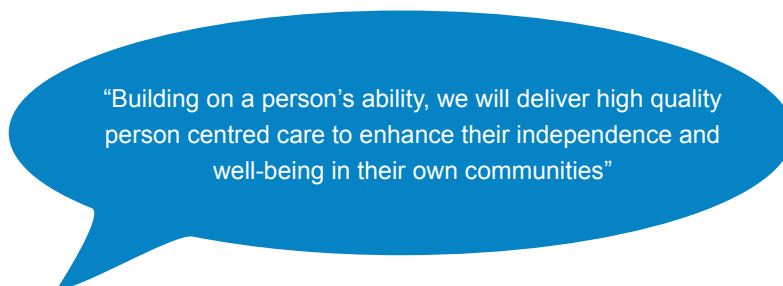 “Building on a person’s ability, we will deliver high quality
person centred care to enhance their independence and
well-being in their own communities”